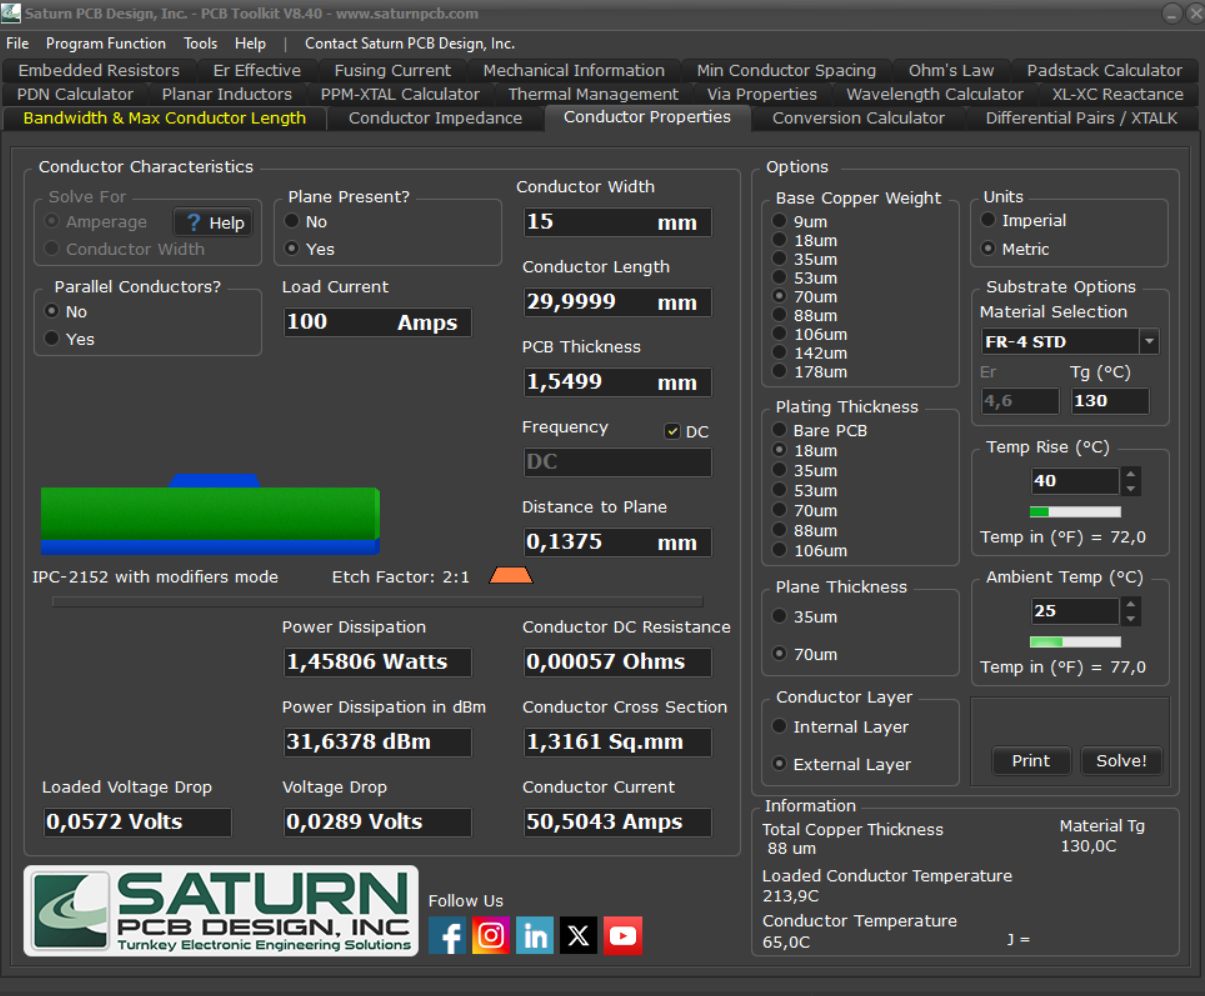 Saturn PCB Design, Inc. - PCB Toolkit V8.40 - www.saturnpcb.com
File Program Function Tools Help | Contact Saturn PCB Design, Inc.
Embedded Resistors Er Effective Fusing Current Mechanical Information Min Conductor Spacing Ohm's Law Padstack Calculator
PDN Calculator Planar Inductors PPM-XTAL Calculator Thermal Management Via Properties Wavelength Calculator XL-XC Reactance
Bandwidth & Max Conductor Length Conductor Impedance Conductor Properties Conversion Calculator Differential Pairs / XTALK
Conductor Characteristics
Solve For
Amperage
? Help
Conductor Width
Plane Present?
No
Yes
Parallel Conductors?
No
Yes
Load Current
100 Amps
Conductor Width
15 mm
Conductor Length
29,9999 mm
PCB Thickness
1,5499 mm
Frequency
DC
DC
Distance to Plane
0,1375 mm
IPC-2152 with modifiers mode
Etch Factor: 2:1
Power Dissipation
1,45806 Watts
Conductor DC Resistance
0,00057 Ohms
Power Dissipation in dBm
31,6378 dBm
Conductor Cross Section
1,3161 Sq.mm
Loaded Voltage Drop
0,0572 Volts
Voltage Drop
0,0289 Volts
Conductor Current
50,5043 Amps
Options
Base Copper Weight
9um
18um
35um
53um
70um
88um
106um
142um
178um
Plating Thickness
Bare PCB
18um
35um
53um
70um
88um
106um
Plane Thickness
35um
70um
Conductor Layer
Internal Layer
External Layer
Units
Imperial
Metric
Substrate Options
Material Selection
FR-4 STD
Er
4,6
Tg (°C)
130
Temp Rise (°C)
40
Temp in (°F) = 72,0
Ambient Temp (°C)
25
Temp in (°F) = 77,0
Print
Solve!
Information
Total Copper Thickness
88 um
Material Tg
130,0C
Loaded Conductor Temperature
213,9C
Conductor Temperature
65,0C
J =
SATURN
PCB DESIGN, INC
Turnkey Electronic Engineering Solutions
Follow Us
f
in
X